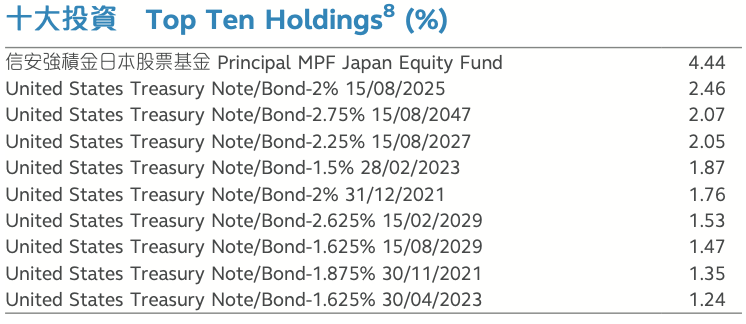 十大投資 Top Ten Holdings8 (%)
信安強積金日本股票基金 Principal MPF Japan Equity Fund 4.44
United States Treasury Note/Bond-2% 15/08/2025 2.46
United States Treasury Note/Bond-2.75% 15/08/2047 2.07
United States Treasury Note/Bond-2.25% 15/08/2027 2.05
United States Treasury Note/Bond-1.5% 28/02/2023 1.87
United States Treasury Note/Bond-2% 31/12/2021 1.76
United States Treasury Note/Bond-2.625% 15/02/2029 1.53
United States Treasury Note/Bond-1.625% 15/08/2029 1.47
United States Treasury Note/Bond-1.875% 30/11/2021 1.35
United States Treasury Note/Bond-1.625% 30/04/2023 1.24